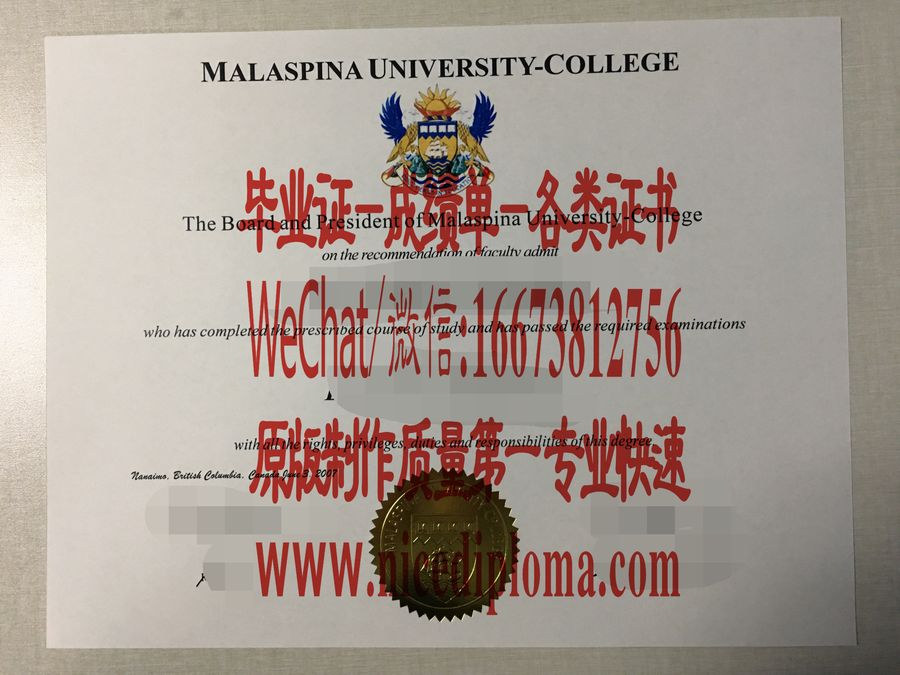 MALASPINA UNIVERSITY-COLLEGE
毕业证一成绩单一各类证书
The Board and President of Malaspina University-College
on the recommendation of faculty admit
WeChat/微信:16673812756
who has completed the prescribed course of study and has passed the required examinations
原版制作质量第一专业快速
with all the rights, privileges, duties and responsibilities of this degree
Nanaimo, British Columbia, Canada June 3, 2007
www.nicediploma.com